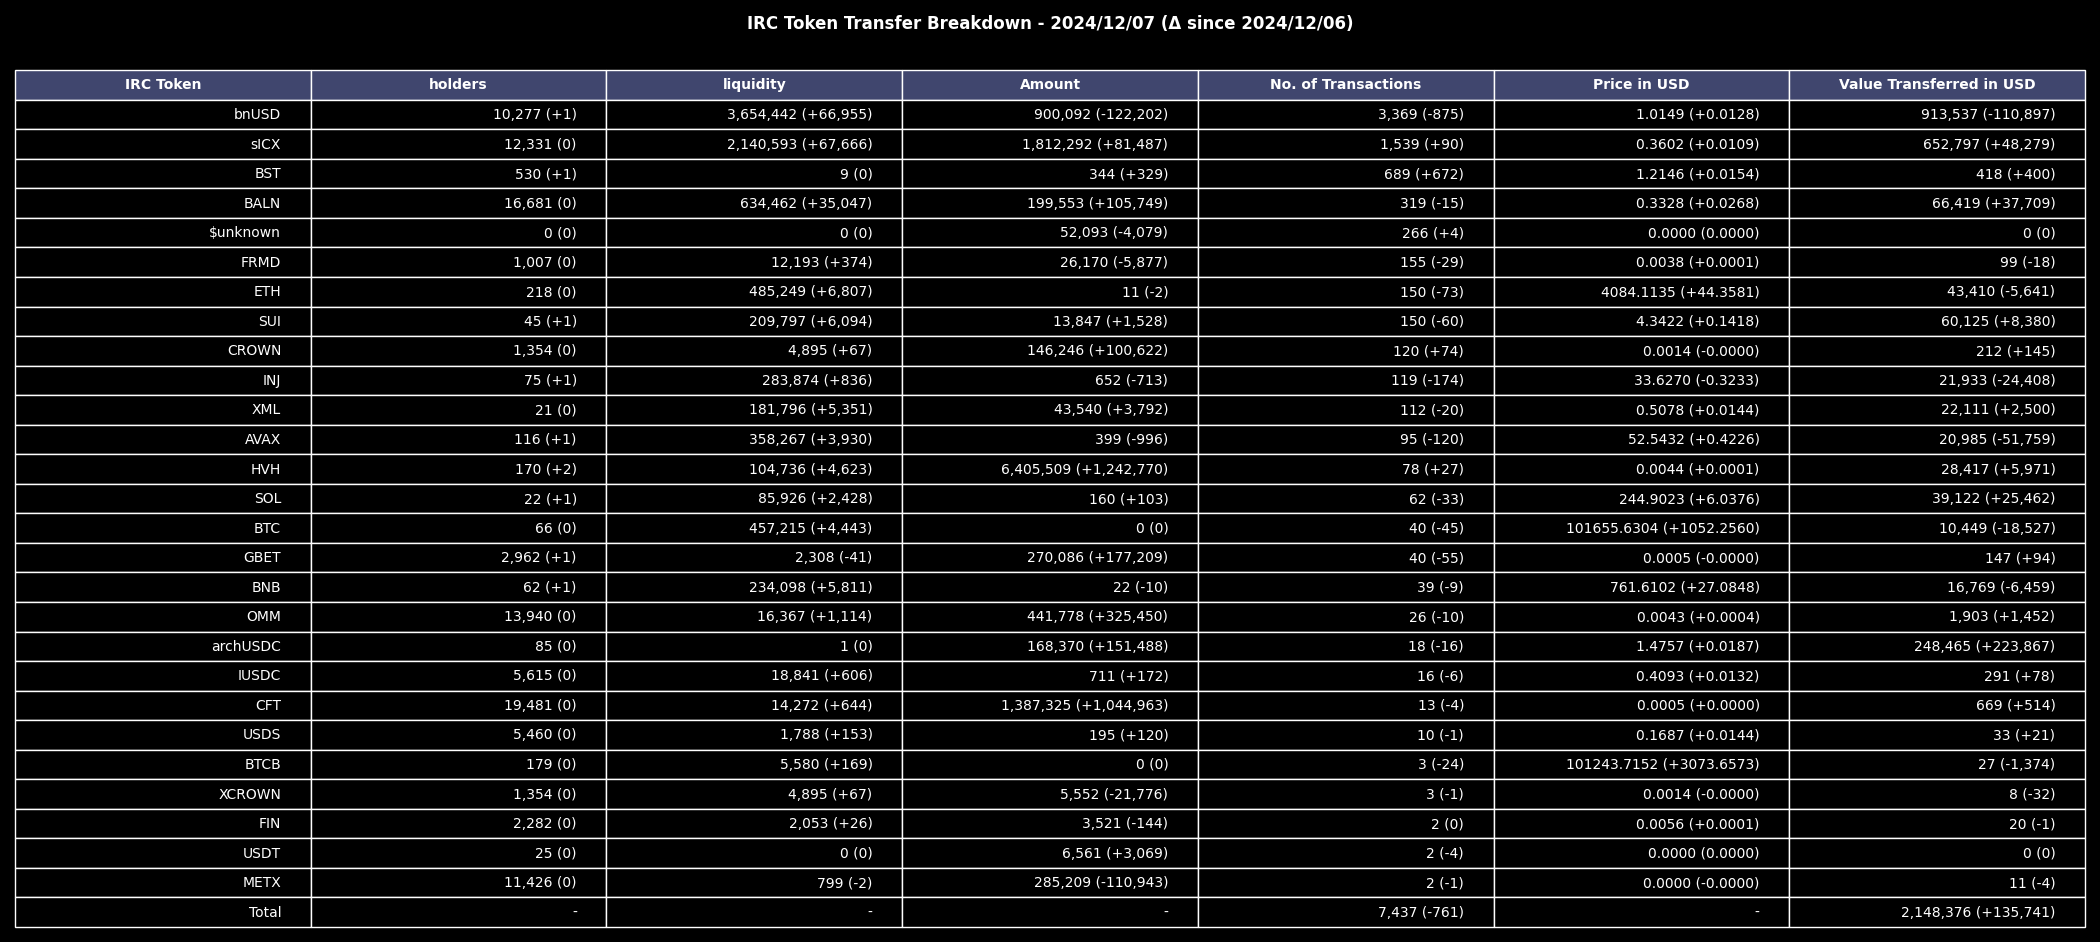 IRC Token Transfer Breakdown - 2024/12/07 (Δ since 2024/12/06)
IRC Token holders liquidity Amount No. of Transactions Price in USD Value Transferred in USD
bnUSD 10,277 (+1) 3,654,442 (+66,955) 900,092 (-122,202) 3,369 (-875) 1.0149 (+0.0128) 913,537 (-110,897)
sICX 12,331 (0) 2,140,593 (+67,666) 1,812,292 (+81,487) 1,539 (+90) 0.3602 (+0.0109) 652,797 (+48,279)
BST 530 (+1) 9 (0) 344 (+329) 689 (+672) 1.2146 (+0.0154) 418 (+400)
BALN 16,681 (0) 634,462 (+35,047) 199,553 (+105,749) 319 (-15) 0.3328 (+0.0268) 66,419 (+37,709)
$unknown 0 (0) 0 (0) 52,093 (-4,079) 266 (+4) 0.0000 (0.0000) 0 (0)
FRMD 1,007 (0) 12,193 (+374) 26,170 (-5,877) 155 (-29) 0.0038 (+0.0001) 99 (-18)
ETH 218 (0) 485,249 (+6,807) 11 (-2) 150 (-73) 4084.1135 (+44.3581) 43,410 (-5,641)
SUI 45 (+1) 209,797 (+6,094) 13,847 (+1,528) 150 (-60) 4.3422 (+0.1418) 60,125 (+8,380)
CROWN 1,354 (0) 4,895 (+67) 146,246 (+100,622) 120 (+74) 0.0014 (-0.0000) 212 (+145)
INJ 75 (+1) 283,874 (+836) 652 (-713) 119 (-174) 33.6270 (-0.3233) 21,933 (-24,408)
XML 21 (0) 181,796 (+5,351) 43,540 (+3,792) 112 (-20) 0.5078 (+0.0144) 22,111 (+2,500)
AVAX 116 (+1) 358,267 (+3,930) 399 (-996) 95 (-120) 52.5432 (+0.4226) 20,985 (-51,759)
HVH 170 (+2) 104,736 (+4,623) 6,405,509 (+1,242,770) 78 (+27) 0.0044 (+0.0001) 28,417 (+5,971)
SOL 22 (+1) 85,926 (+2,428) 160 (+103) 62 (-33) 244.9023 (+6.0376) 39,122 (+25,462)
BTC 66 (0) 457,215 (+4,443) 0 (0) 40 (-45) 101655.6304 (+1052.2560) 10,449 (-18,527)
GBET 2,962 (+1) 2,308 (-41) 270,086 (+177,209) 40 (-55) 0.0005 (-0.0000) 147 (+94)
BNB 62 (+1) 234,098 (+5,811) 22 (-10) 39 (-9) 761.6102 (+27.0848) 16,769 (-6,459)
OMM 13,940 (0) 16,367 (+1,114) 441,778 (+325,450) 26 (-10) 0.0043 (+0.0004) 1,903 (+1,452)
archUSDC 85 (0) 1 (0) 168,370 (+151,488) 18 (-16) 1.4757 (+0.0187) 248,465 (+223,867)
IUSDC 5,615 (0) 18,841 (+606) 711 (+172) 16 (-6) 0.4093 (+0.0132) 291 (+78)
CFT 19,481 (0) 14,272 (+644) 1,387,325 (+1,044,963) 13 (-4) 0.0005 (+0.0000) 669 (+514)
USDS 5,460 (0) 1,788 (+153) 195 (+120) 10 (-1) 0.1687 (+0.0144) 33 (+21)
BTCB 179 (0) 5,580 (+169) 0 (0) 3 (-24) 101243.7152 (+3073.6573) 27 (-1,374)
XCROWN 1,354 (0) 4,895 (+67) 5,552 (-21,776) 3 (-1) 0.0014 (-0.0000) 8 (-32)
FIN 2,282 (0) 2,053 (+26) 3,521 (-144) 2 (0) 0.0056 (+0.0001) 20 (-1)
USDT 25 (0) 0 (0) 6,561 (+3,069) 2 (-4) 0.0000 (0.0000) 0 (0)
METX 11,426 (0) 799 (-2) 285,209 (-110,943) 2 (-1) 0.0000 (-0.0000) 11 (-4)
Total - - - 7,437 (-761) - 2,148,376 (+135,741)